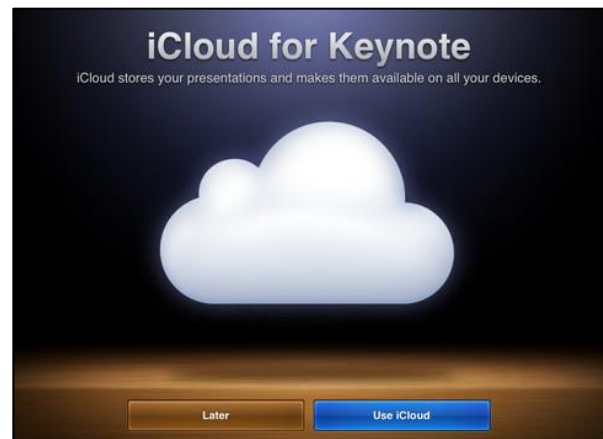 iCloud for Keynote
iCloud stores your presentations and makes them available on all your devices.
Later
Use iCloud